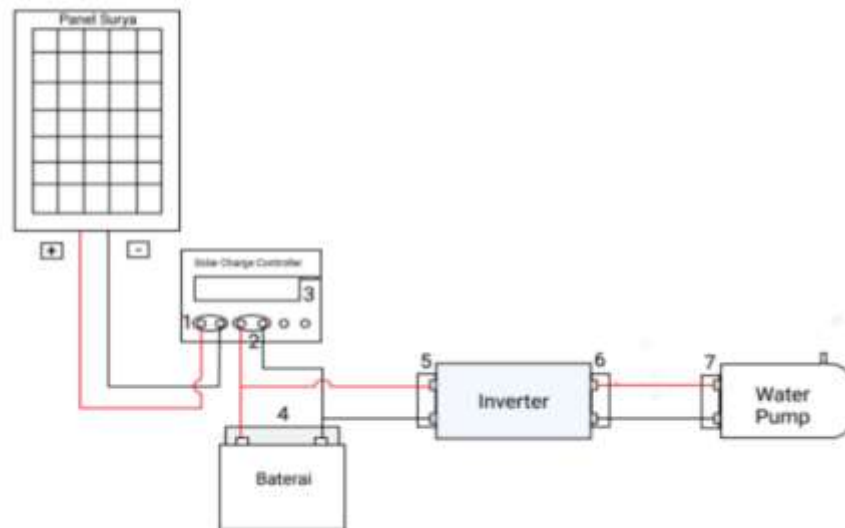 Panel Surya
+
-
Solar Charge Controller
3
1
2
5
6
7
Inverter
Water
Pump
4
Baterai